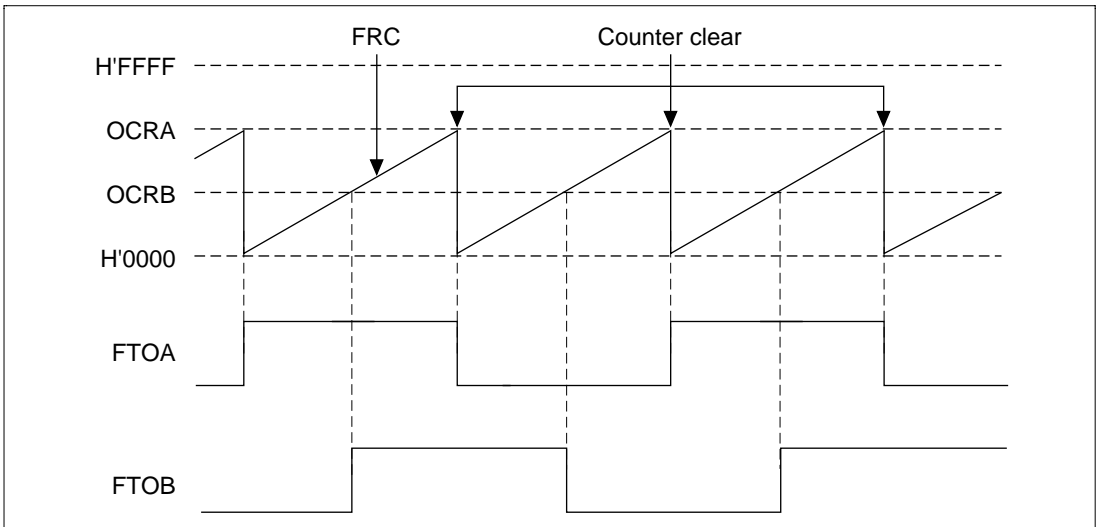 FRC Counter clear
H'FFFF
OCRA
OCRB
H'0000
FTOA
FTOB